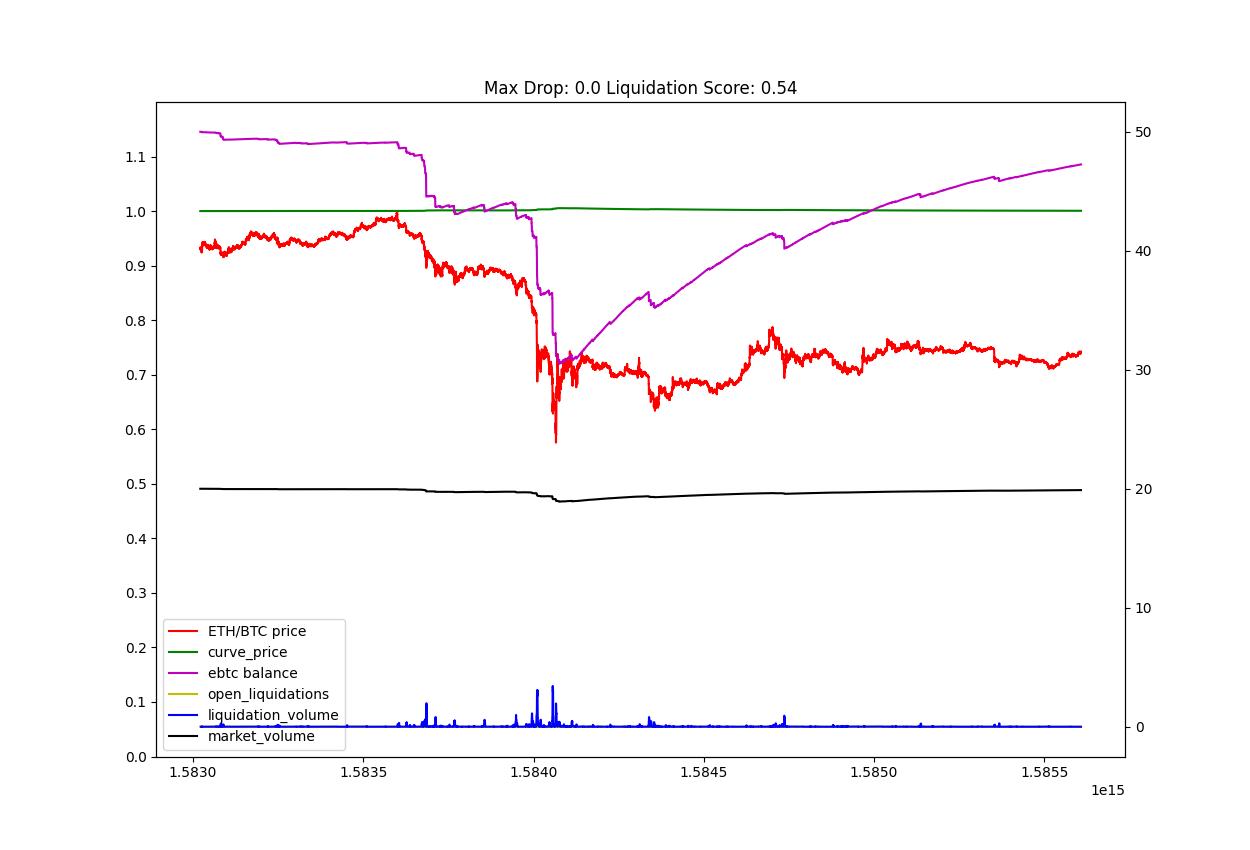 Max Drop: 0.0 Liquidation Score: 0.54
1.1
1.0
0.9
0.8
0.7
0.6
0.5
0.4
0.3
0.2
0.1
0.0
50
40
30
20
10
0
ETH/BTC price
curve_price
ebtc balance
open_liquidations
liquidation_volume
market_volume
1.5830 1.5835 1.5840 1.5845 1.5850 1.5855
1e15